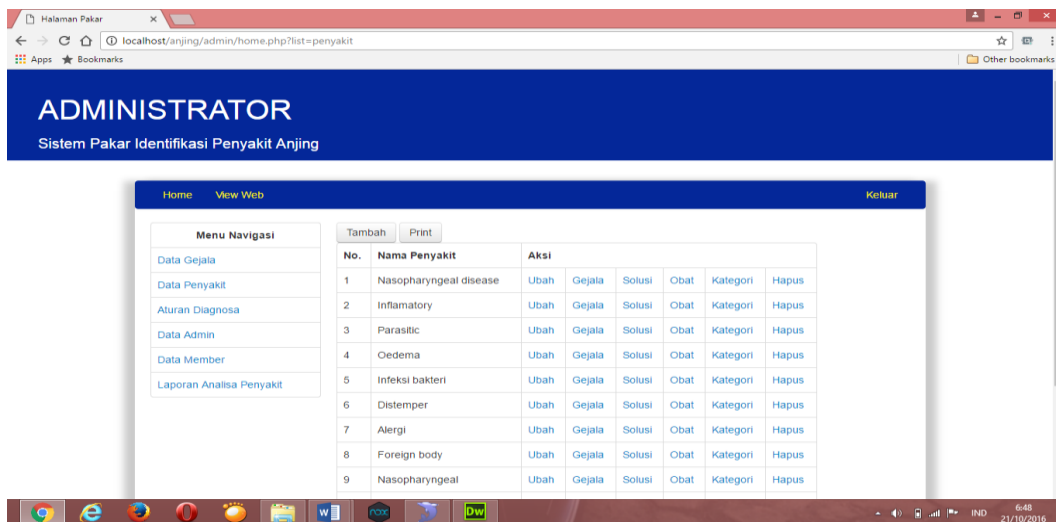 Halaman Pakar
localhost/anjing/admin/home.php?list=penyakit
Apps Bookmarks Other bookmarks
ADMINISTRATOR
Sistem Pakar Identifikasi Penyakit Anjing
Home View Web Keluar
Menu Navigasi
Data Gejala
Data Penyakit
Aturan Diagnosa
Data Admin
Data Member
Laporan Analisa Penyakit
Tambah Print
No. Nama Penyakit Aksi
1 Nasopharyngeal disease Ubah Gejala Solusi Obat Kategori Hapus
2 Inflamatory Ubah Gejala Solusi Obat Kategori Hapus
3 Parasitic Ubah Gejala Solusi Obat Kategori Hapus
4 Oedema Ubah Gejala Solusi Obat Kategori Hapus
5 Infeksi bakteri Ubah Gejala Solusi Obat Kategori Hapus
6 Distemper Ubah Gejala Solusi Obat Kategori Hapus
7 Alergi Ubah Gejala Solusi Obat Kategori Hapus
8 Foreign body Ubah Gejala Solusi Obat Kategori Hapus
9 Nasopharyngeal Ubah Gejala Solusi Obat Kategori Hapus
nox Dw IND 6:48
21/10/2016